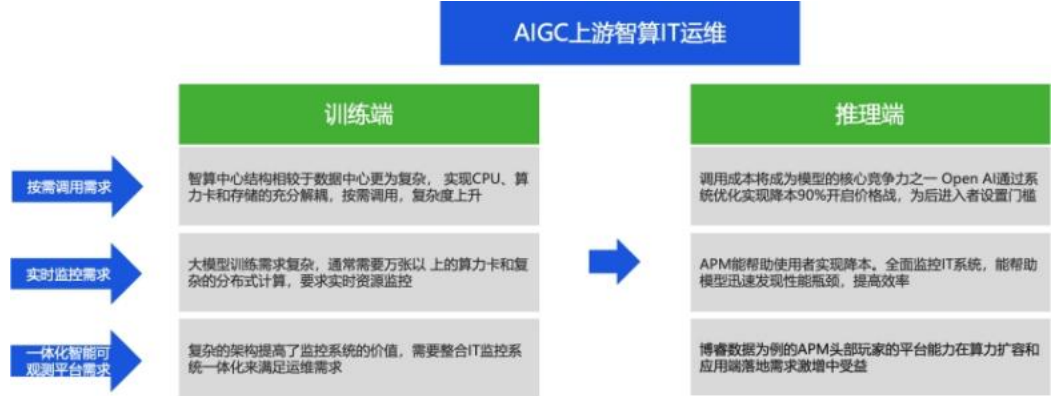 AIGC上游智算IT运维
训练端
推理端
按需调用需求
智算中心结构相较于数据中心更为复杂， 实现CPU、算
力卡和存储的充分解耦，按需调用，复杂度上升
调用成本将成为模型的核心竞争力之一 Open AI通过系
统优化实现降本90%开启价格战，为后进入者设置门槛
实时监控需求
大模型训练需求复杂，通常需要万张以 上的算力卡和复
杂的分布式计算，要求实时资源监控
APM能帮助使用者实现降本。全面监控IT系统，能帮助
模型迅速发现性能瓶颈，提高效率
一体化智能可
观测平台需求
复杂的架构提高了监控系统的价值，需要整合IT监控系
统一体化来满足运维需求
博睿数据为例的APM头部玩家的平台能力在算力扩容和
应用端落地需求激增中受益